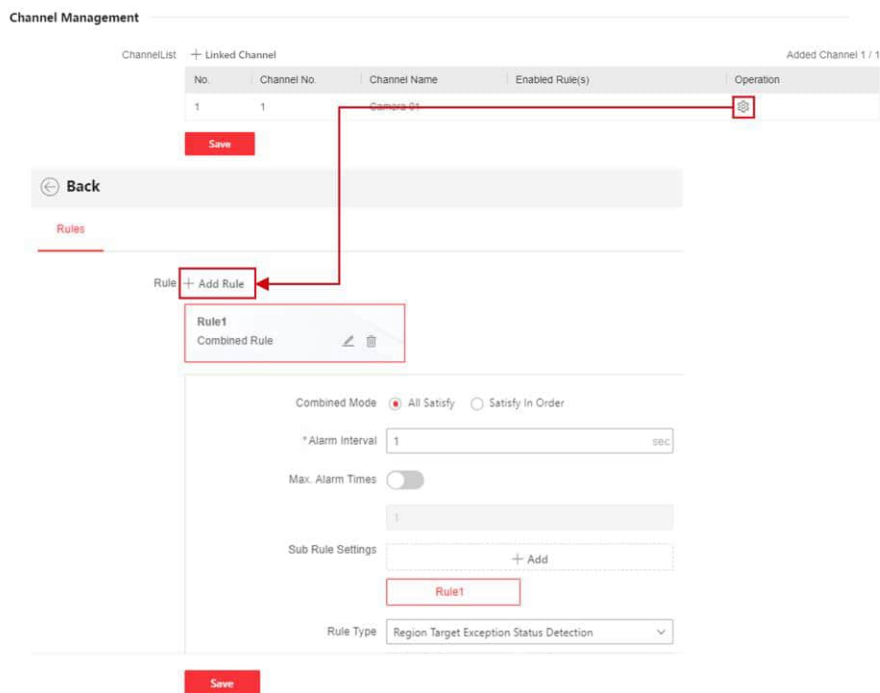 Channel Management
ChannelList + Linked Channel Added Channel 1 / 1
No. Channel No. Channel Name Enabled Rule(s) Operation
1 1 Camera 01
Save
Back
Rules
Rule + Add Rule
Rule1
Combined Rule
Combined Mode All Satisfy Satisfy In Order
*Alarm Interval 1 sec
Max. Alarm Times
1
Sub Rule Settings + Add
Rule1
Rule Type Region Target Exception Status Detection
Save